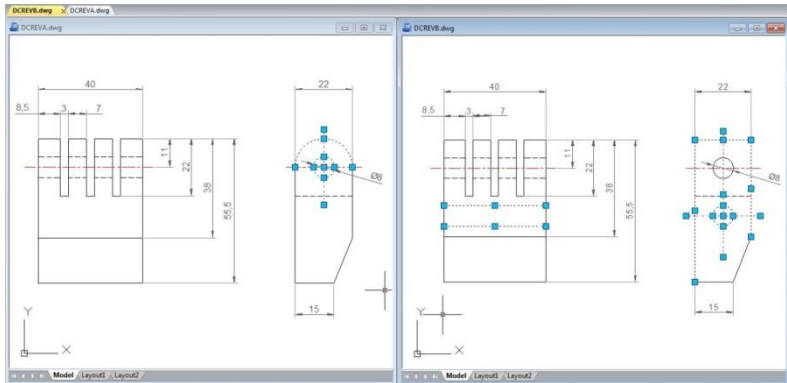 DCREVB.dwg x DCREVA.dwg
DCREVA.dwg
40
22
8,5
3
7
11
22
38
55,5
Ø8
15
Y
X
Model Layout1 Layout2
DCREVB.dwg
40
22
8,5
3
7
11
22
38
55,5
Ø8
15
Y
X
Model Layout1 Layout2